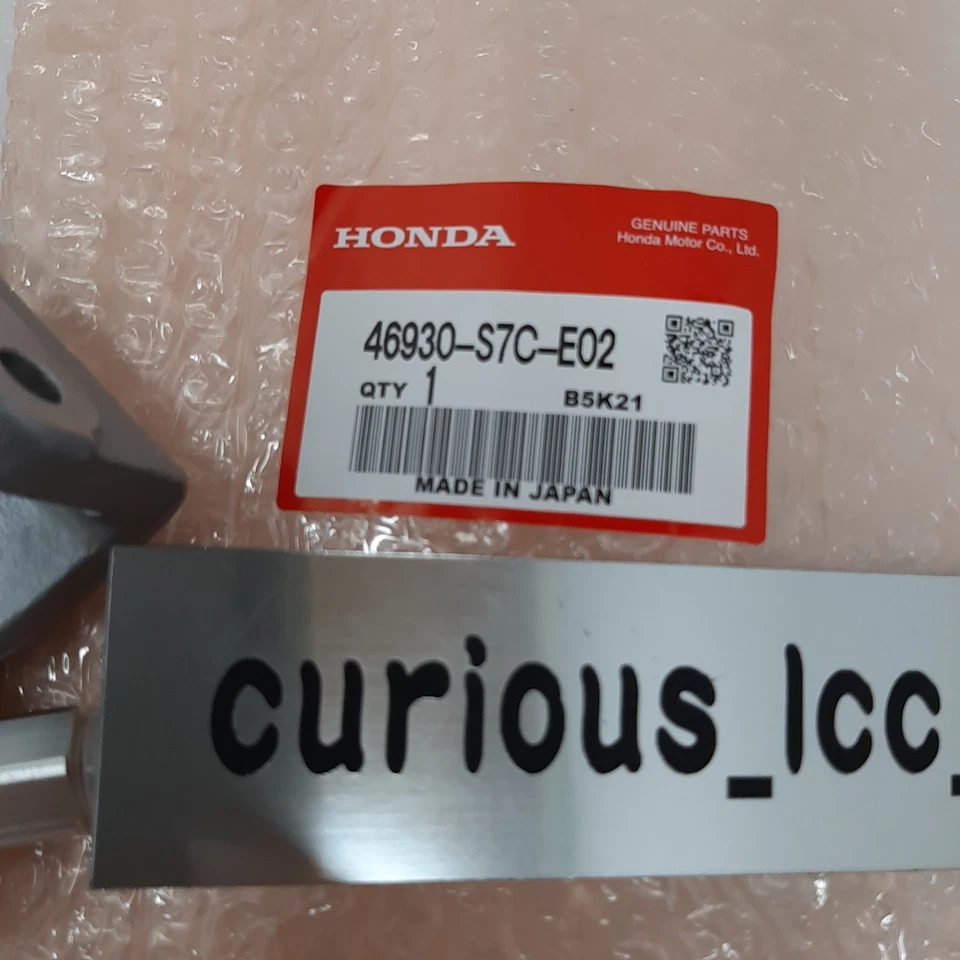 HONDA
GENUINE PARTS
Honda Motor Co., Ltd.
46930-S7C-E02
QTY 1 B5K21
MADE IN JAPAN
curious_lcc_